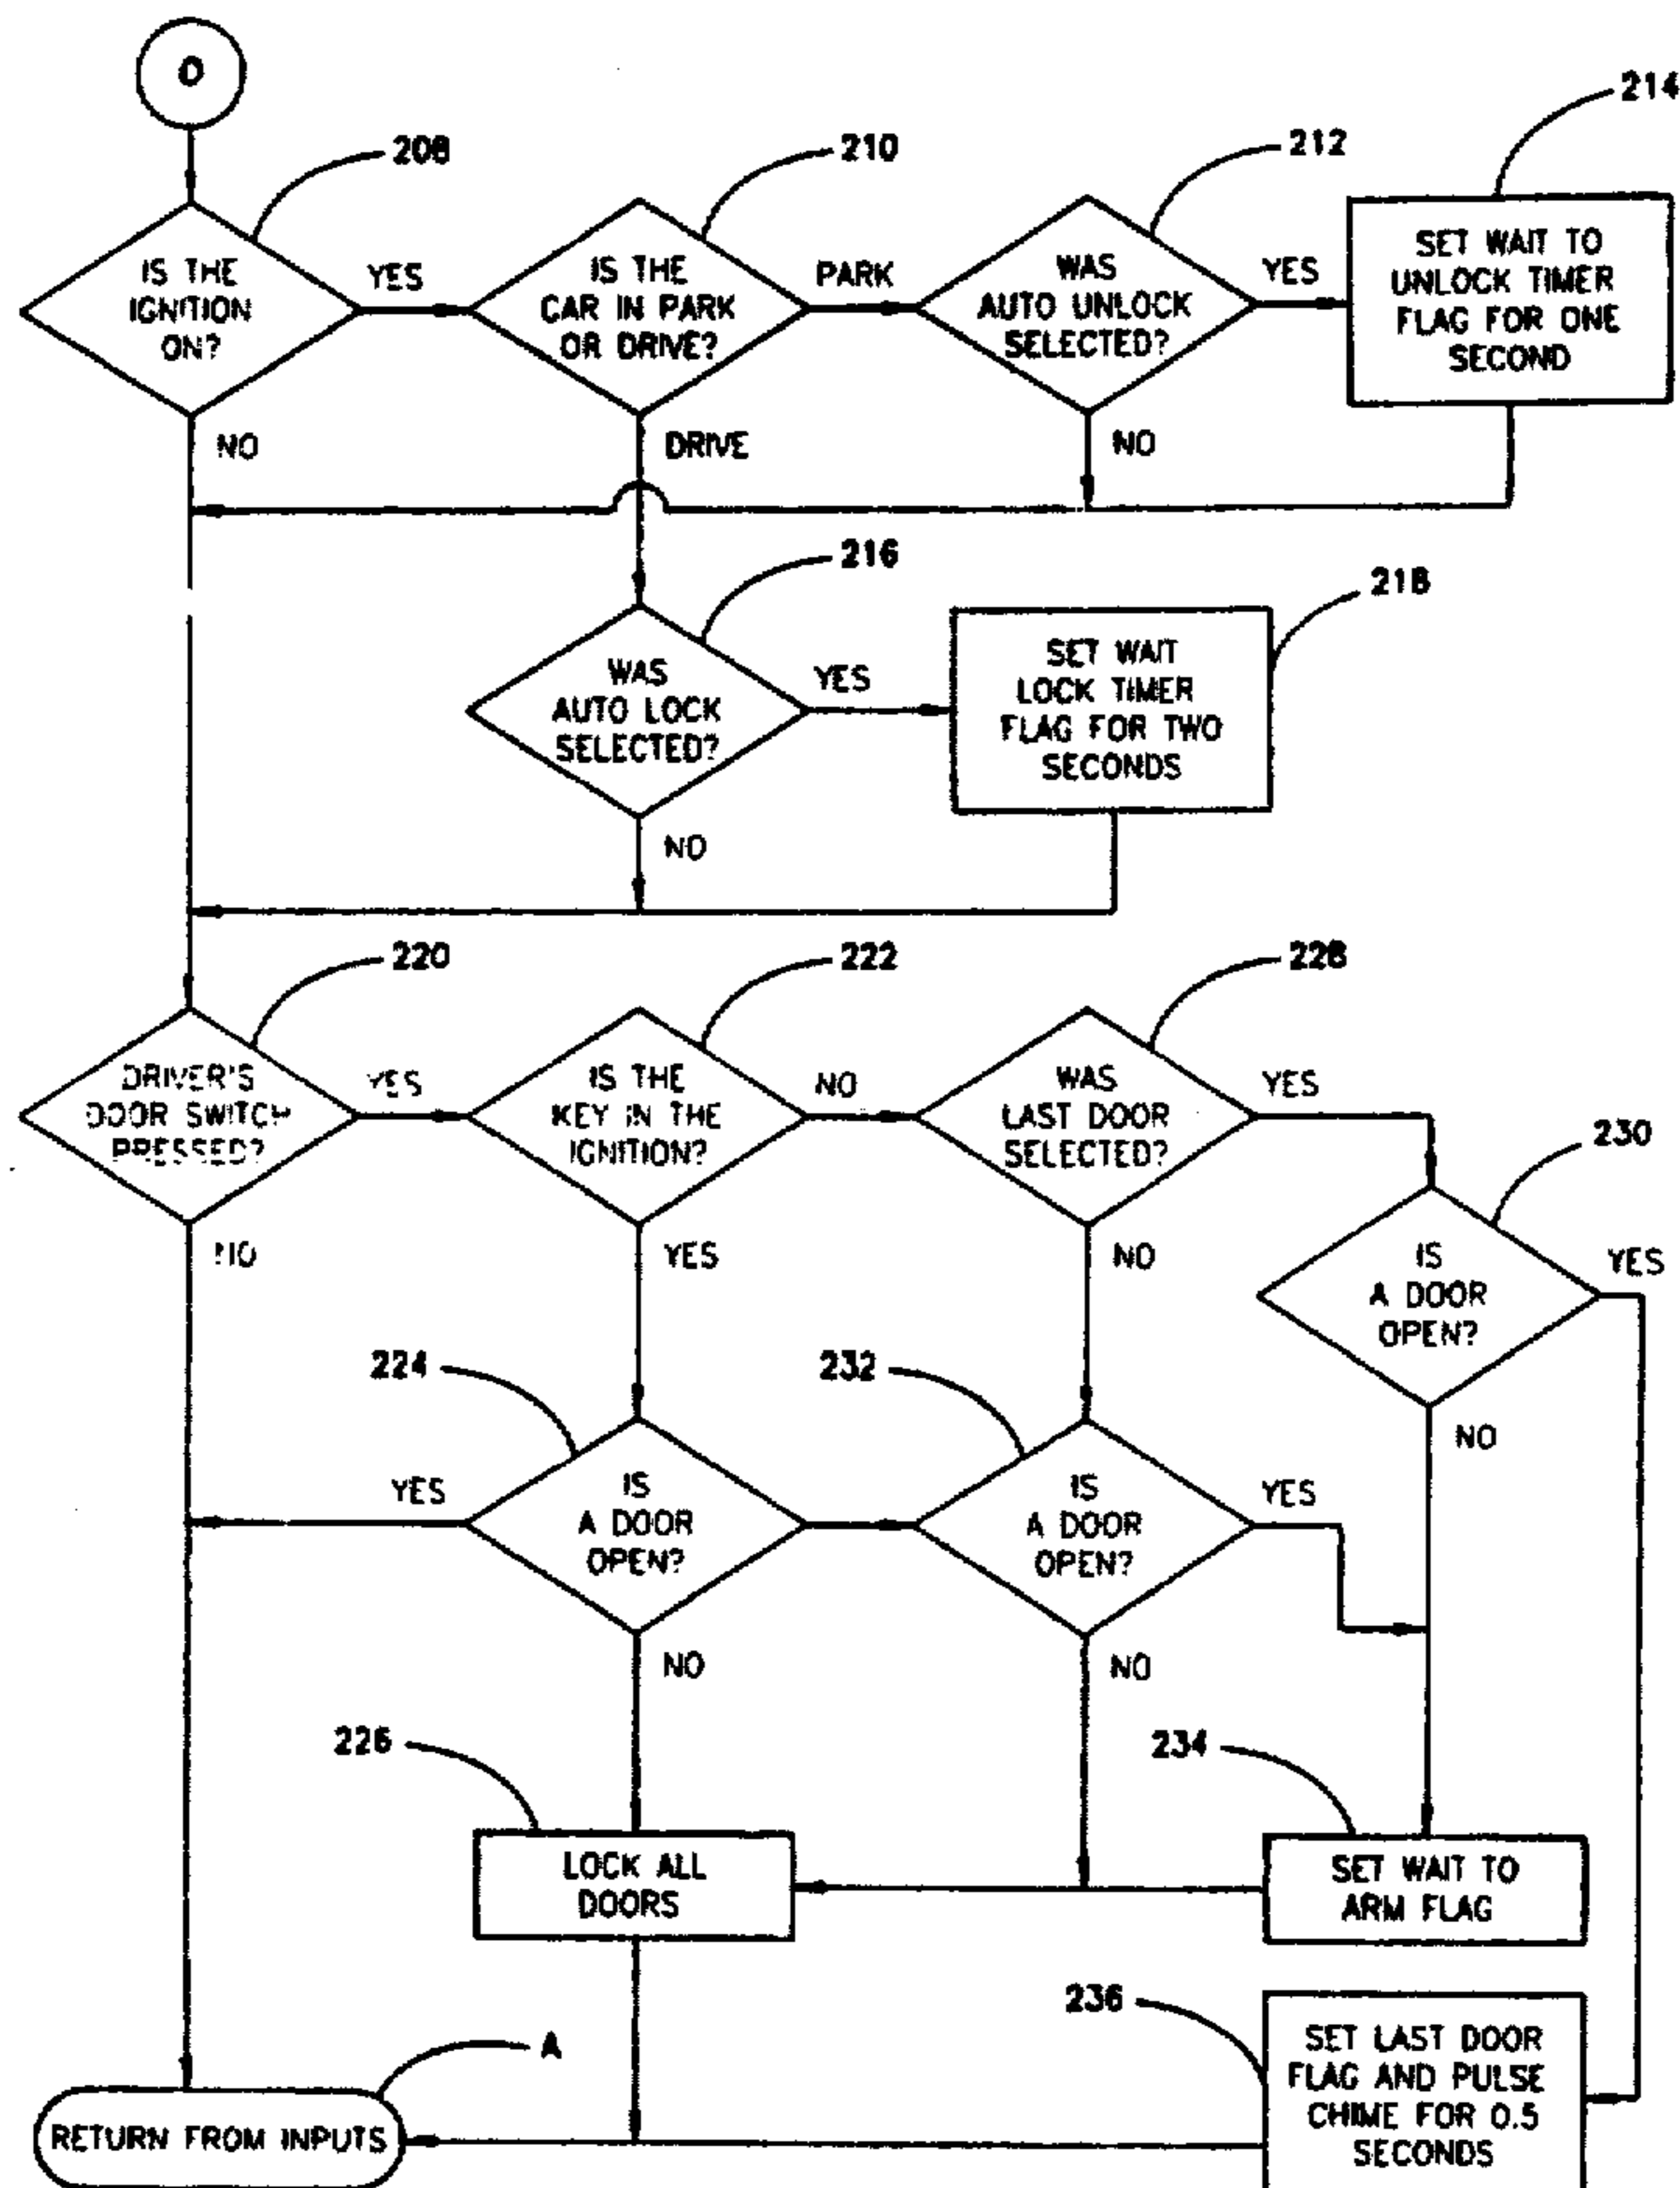 O
208
210
212
214
IS THE
IGNITION
ON?
YES
IS THE
CAR IN PARK
OR DRIVE?
PARK
WAS
AUTO UNLOCK
SELECTED?
YES
SET WAIT TO
UNLOCK TIMER
FLAG FOR ONE
SECOND
NO
DRIVE
NO
216
218
WAS
AUTO LOCK
SELECTED?
YES
SET WAIT
LOCK TIMER
FLAG FOR TWO
SECONDS
NO
220
222
228
DRIVER'S
DOOR SWITCH
PRESSED?
YES
IS THE
KEY IN THE
IGNITION?
NO
WAS
LAST DOOR
SELECTED?
YES
230
NO
YES
NO
IS
A DOOR
OPEN?
YES
NO
224
232
YES
IS
A DOOR
OPEN?
IS
A DOOR
OPEN?
YES
NO
NO
226
234
LOCK ALL
DOORS
SET WAIT TO
ARM FLAG
236
SET LAST DOOR
FLAG AND PULSE
CHIME FOR 0.5
SECONDS
A
RETURN FROM INPUTS